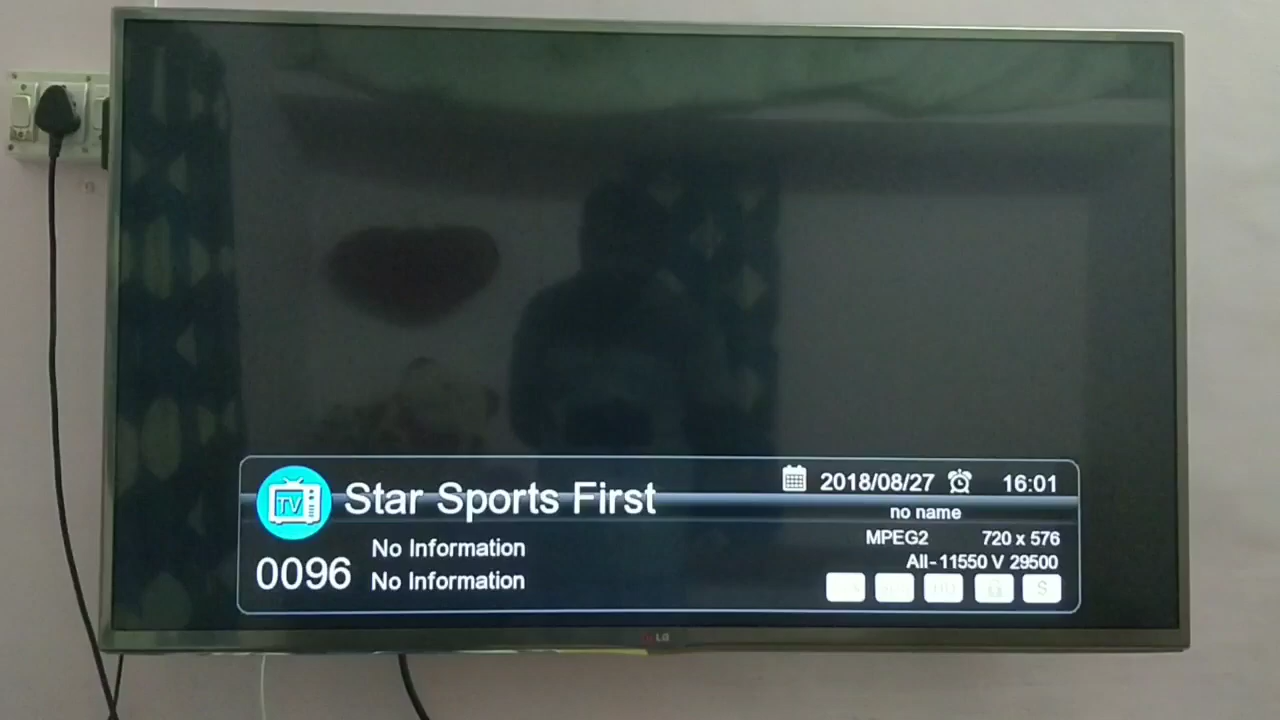 TV
Star Sports First
2018/08/27
16:01
no name
0096
No Information
No Information
MPEG2
720 x 576
All-11550 V 29500
S
LG